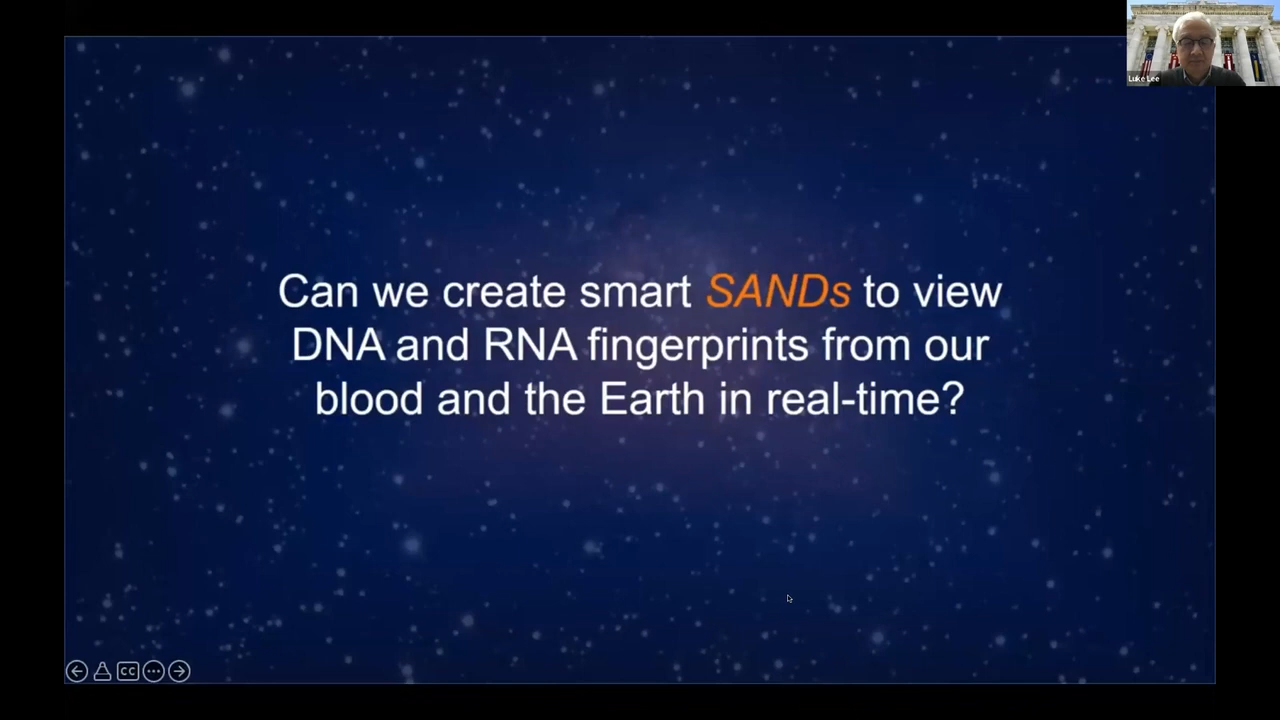 Luke Lee
Can we create smart SANDs to view
DNA and RNA fingerprints from our
blood and the Earth in real-time?
CC